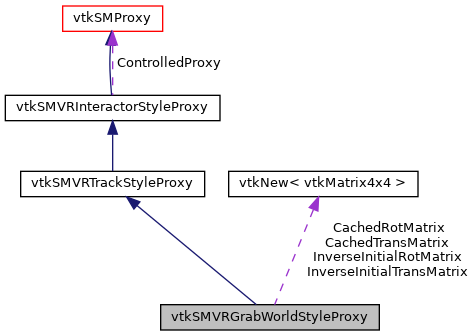 vtkSMProxy
ControlledProxy
vtkSMVRInteractorStyleProxy
vtkSMVRTrackStyleProxy
vtkNew< vtkMatrix4x4 >
CachedRotMatrix
CachedTransMatrix
InverseInitialRotMatrix
InverseInitialTransMatrix
vtkSMVRGrabWorldStyleProxy